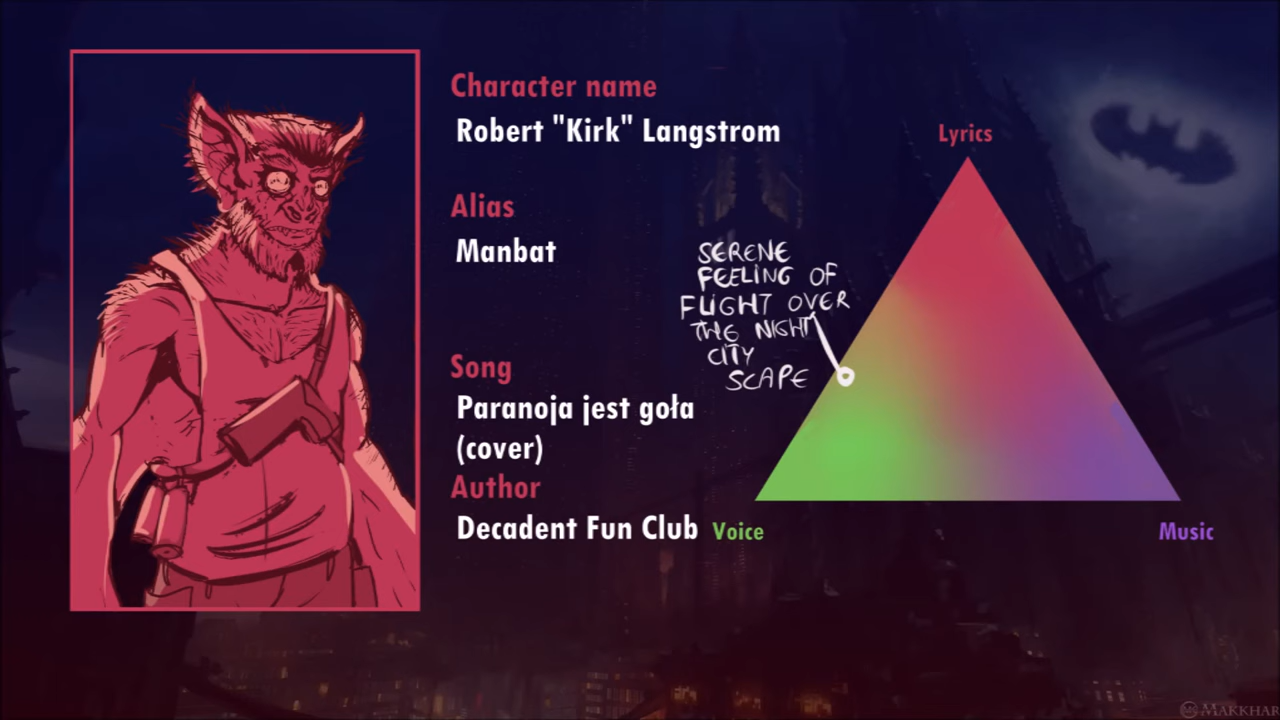 Character name
Robert "Kirk" Langstrom
Alias
Manbat
Song
Paranoja jest goła
(cover)
Author
Decadent Fun Club
SERENE
FEELING OF
FLIGHT OVER
THE NIGHT
CITY
SCAPE
Lyrics
Voice
Music
MAKKHAR